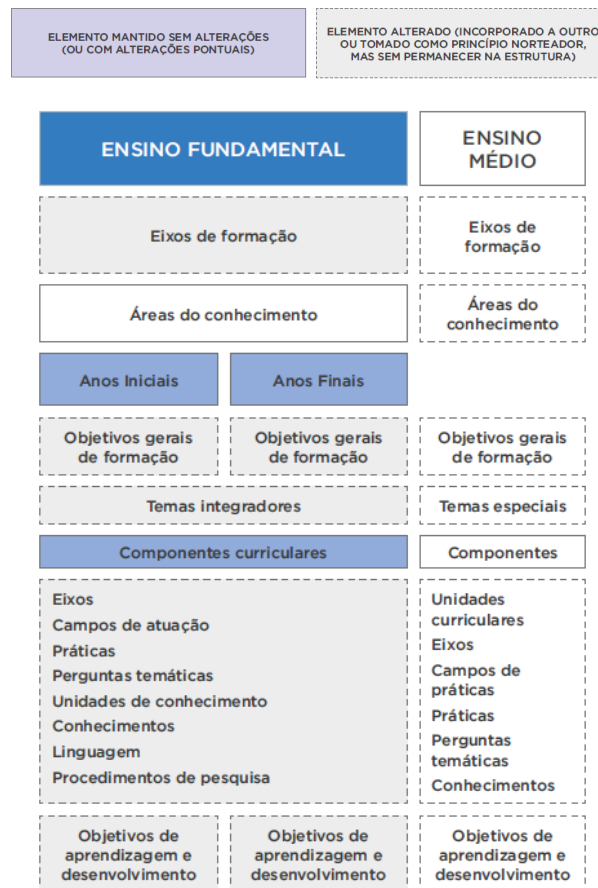 ELEMENTO MANTIDO SEM ALTERAÇÕES
(OU COM ALTERAÇÕES PONTUAIS)
ELEMENTO ALTERADO (INCORPORADO A OUTRO
OU TOMADO COMO PRINCÍPIO NORTEADOR,
MAS SEM PERMANECER NA ESTRUTURA)
ENSINO FUNDAMENTAL
ENSINO
MÉDIO
Eixos de formação
Eixos de
formação
Áreas do conhecimento
Áreas do
conhecimento
Anos Iniciais
Anos Finais
Objetivos gerais
de formação
Objetivos gerais
de formação
Objetivos gerais
de formação
Temas integradores
Temas especiais
Componentes curriculares
Componentes
Eixos
Campos de atuação
Práticas
Perguntas temáticas
Unidades de conhecimento
Conhecimentos
Linguagem
Procedimentos de pesquisa
Unidades
curriculares
Eixos
Campos de
práticas
Práticas
Perguntas
temáticas
Conhecimentos
Objetivos de
aprendizagem e
desenvolvimento
Objetivos de
aprendizagem e
desenvolvimento
Objetivos de
aprendizagem e
desenvolvimento